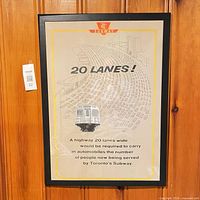 SUBWAY
20 LANES!
A highway 20 lanes wide
would be required to carry
in automobiles the number
of people now being served
by Toronto's Subway